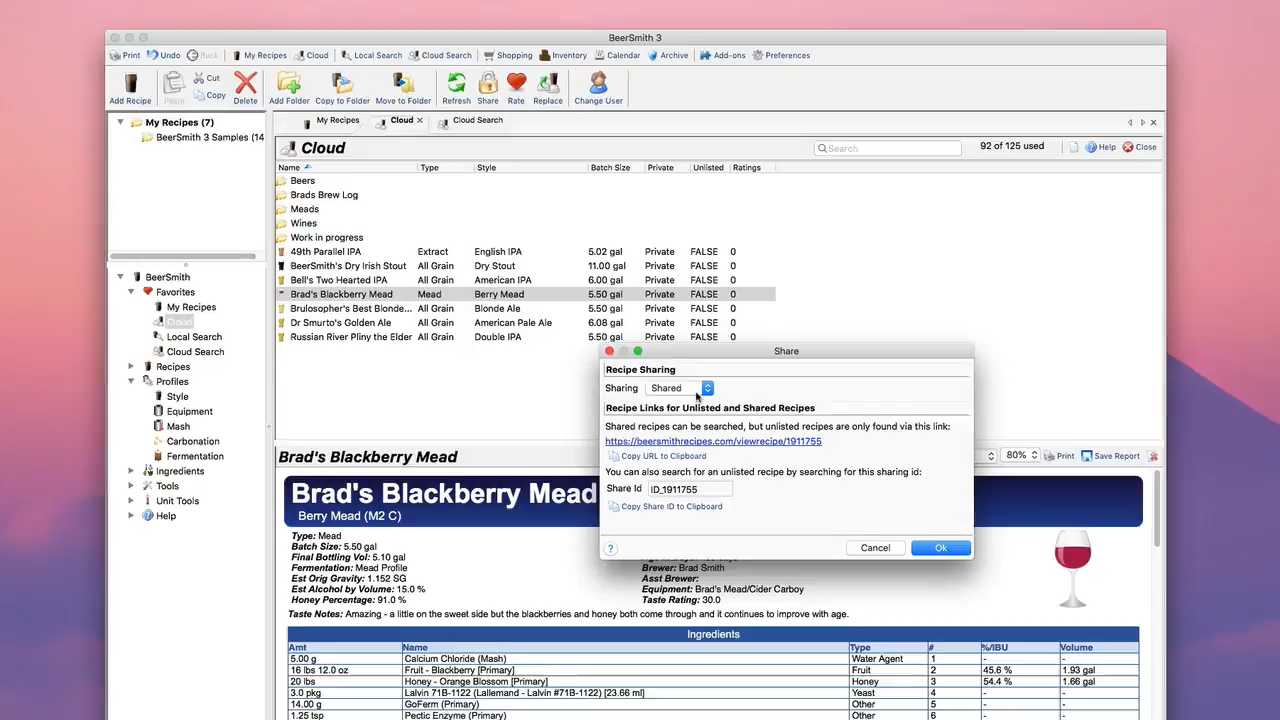 BeerSmith 3
Print Undo Back My Recipes Cloud Local Search Cloud Search Shopping Inventory Calendar Archive Add-ons Preferences
Add Recipe Paste Cut Copy Delete Add Folder Copy to Folder Move to Folder Refresh Share Rate Replace Change User
My Recipes (7)
BeerSmith 3 Samples (14
BeerSmith
Favorites
My Recipes
Cloud
Local Search
Cloud Search
Recipes
Profiles
Style
Equipment
Mash
Carbonation
Fermentation
Ingredients
Tools
Unit Tools
Help
My Recipes Cloud Cloud Search
Cloud Search 92 of 125 used Help Close
Name Type Style Batch Size Private Unlisted Ratings
Beers
Brads Brew Log
Meads
Wines
Work in progress
49th Parallel IPA Extract English IPA 5.02 gal Private FALSE 0
BeerSmith's Dry Irish Stout All Grain Dry Stout 11.00 gal Private FALSE 0
Bell's Two Hearted IPA All Grain American IPA 6.00 gal Private FALSE 0
Brad's Blackberry Mead Mead Berry Mead 5.50 gal Private FALSE 0
Brulosopher's Best Blonde... All Grain Blonde Ale 5.50 gal Private FALSE 0
Dr Smurto's Golden Ale All Grain American Pale Ale 6.08 gal Private FALSE 0
Russian River Pliny the Elder All Grain Double IPA 5.50 gal Private FALSE 0
Share
Recipe Sharing
Sharing Shared
Recipe Links for Unlisted and Shared Recipes
Shared recipes can be searched, but unlisted recipes are only found via this link:
https://beersmithrecipes.com/viewrecipe/1911755
Copy URL to Clipboard
You can also search for an unlisted recipe by searching for this sharing id:
Share Id ID_1911755
Copy Share ID to Clipboard
? Cancel Ok
Brad's Blackberry Mead 80% Print Save Report
Brad's Blackberry Mead
Berry Mead (M2 C)
Type: Mead
Batch Size: 5.50 gal
Final Bottling Vol: 5.10 gal
Fermentation: Mead Profile
Est Orig Gravity: 1.152 SG
Est Alcohol by Volume: 15.0 %
Honey Percentage: 91.0 %
Brewer: Brad Smith
Asst Brewer:
Equipment: Brad's Mead/Cider Carboy
Taste Rating: 30.0
Taste Notes: Amazing - a little on the sweet side but the blackberries and honey both come through and it continues to improve with age.
Ingredients
Amt Name Type # %/IBU Volume
5.00 g Calcium Chloride (Mash) Water Agent 1 - -
16 lbs 12.0 oz Fruit - Blackberry [Primary] Fruit 2 45.6 % 1.93 gal
20 lbs Honey - Orange Blossom [Primary] Honey 3 54.4 % 1.66 gal
3.0 pkg Lalvin 71B-1122 (Lallemand - Lalvin #71B-1122) [23.66 ml] Yeast 4 - -
14.00 g GoFerm (Primary) Other 5 - -
1.25 tsp Pectic Enzyme (Primary) Other 6 - -